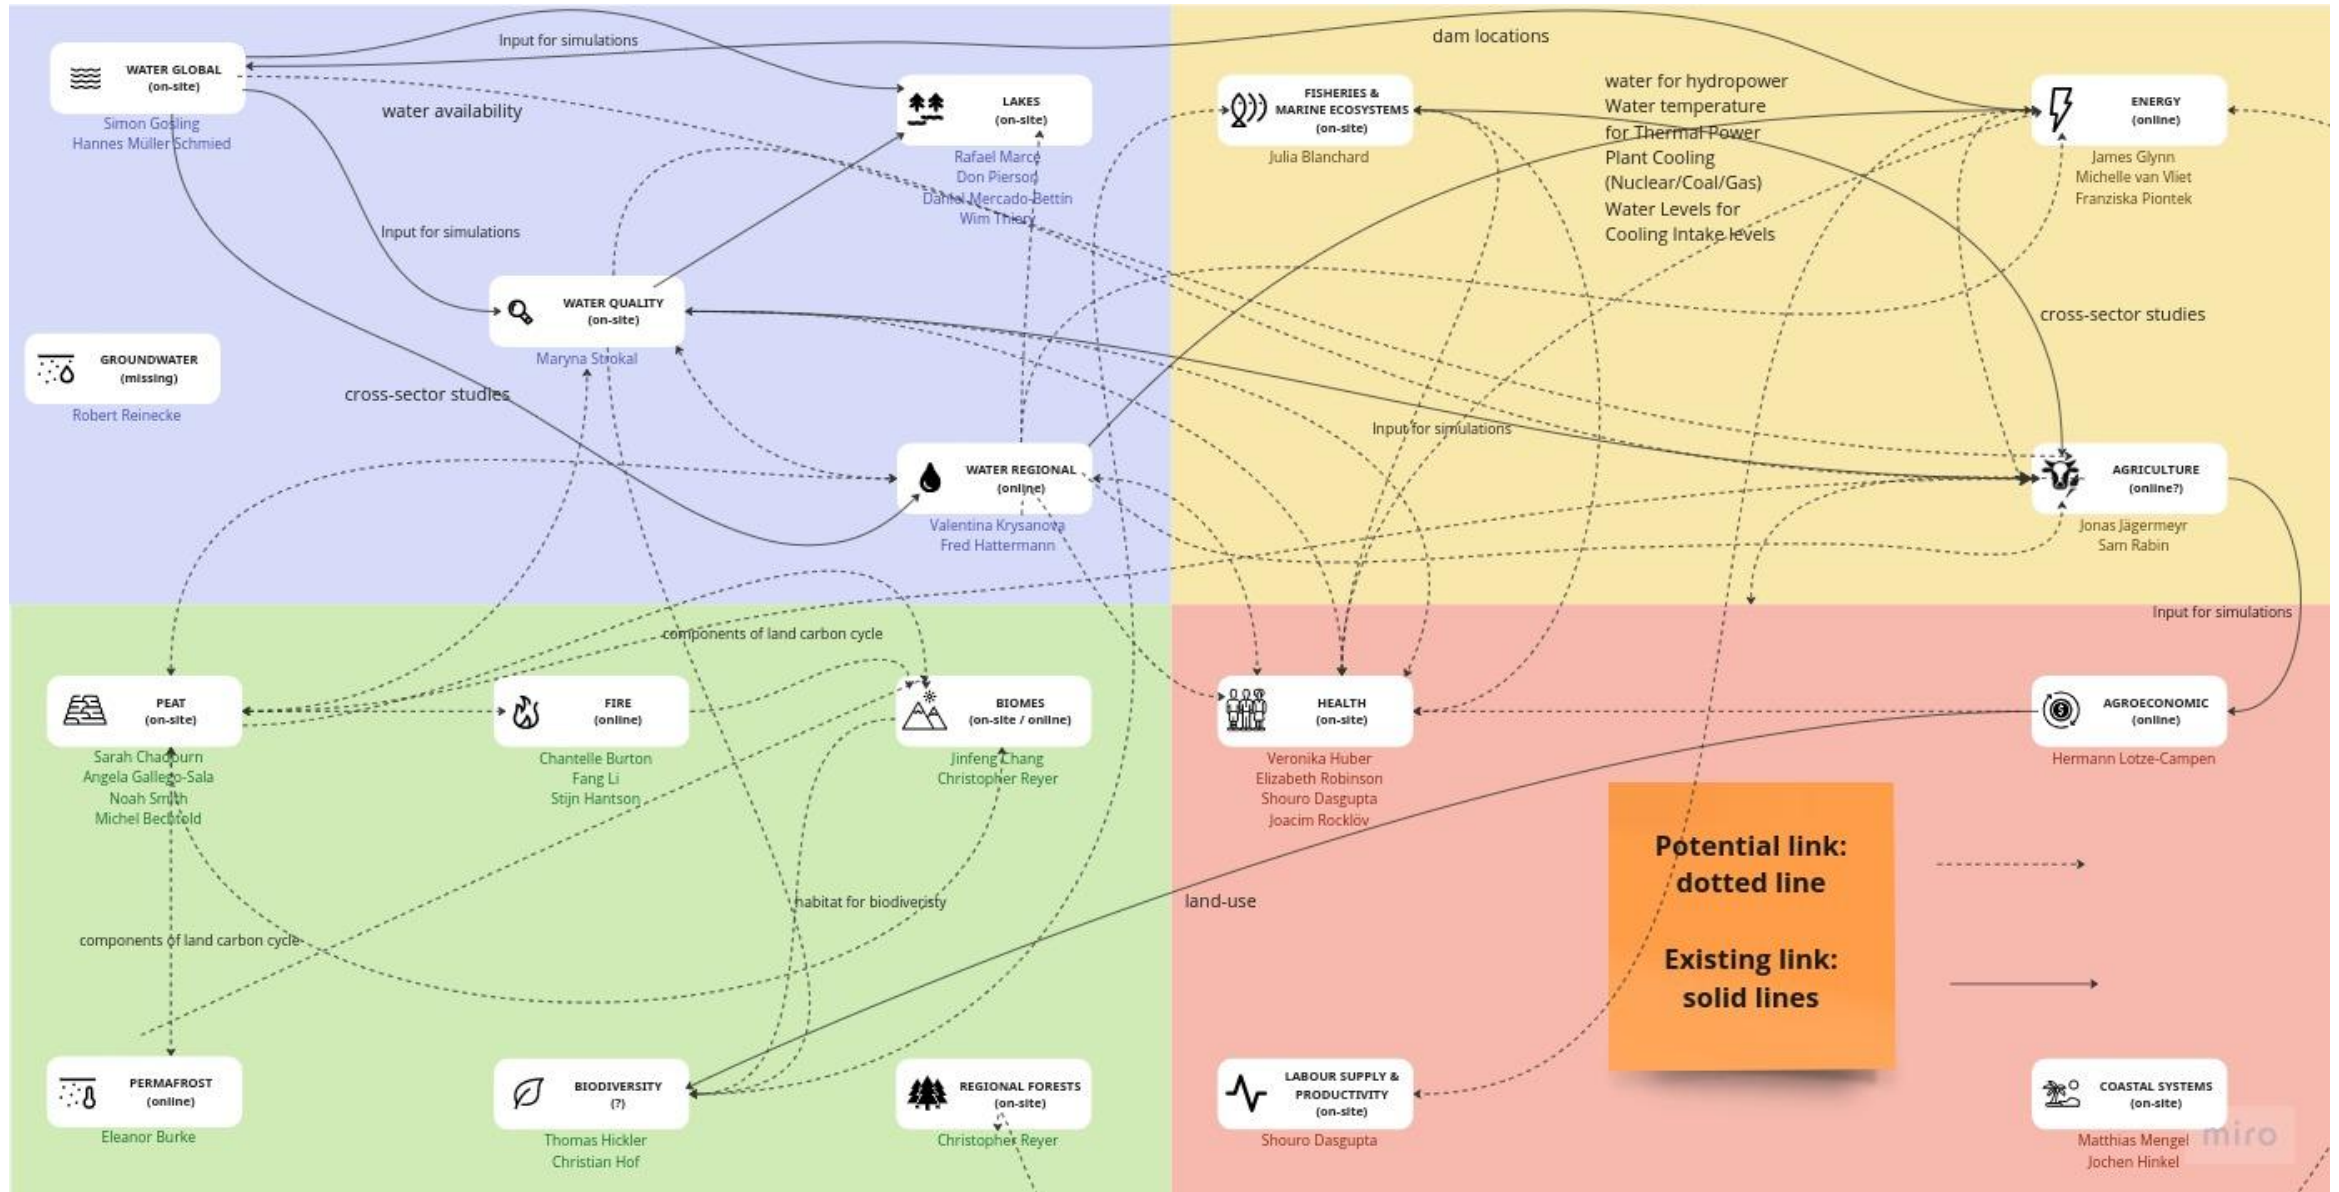 Input for simulations
dam locations
WATER GLOBAL
(on-site)
Simon Gosling
Hannes Müller Schmied
water availability
LAKES
(on-site)
Rafael Marcé
Don Pierson
Daniel Mercado-Bettín
Wim Thiery
FISHERIES &
MARINE ECOSYSTEMS
(on-site)
Julia Blanchard
water for hydropower
Water temperature
for Thermal Power
Plant Cooling
(Nuclear/Coal/Gas)
Water Levels for
Cooling Intake levels
ENERGY
(online)
James Glynn
Michelle van Vliet
Franziska Piontek
Input for simulations
WATER QUALITY
(on-site)
Maryna Strokal
cross-sector studies
GROUNDWATER
(missing)
Robert Reinecke
cross-sector studies
Input for simulations
WATER REGIONAL
(online)
Valentina Krysanova
Fred Hattermann
AGRICULTURE
(online?)
Jonas Jägermeyr
Sam Rabin
Input for simulations
components of land carbon cycle
PEAT
(on-site)
Sarah Chadburn
Angela Gallego-Sala
Noah Smith
Michel Bechtold
FIRE
(online)
Chantelle Burton
Fang Li
Stijn Hantson
BIOMES
(on-site / online)
Jinfeng Chang
Christopher Reyer
HEALTH
(on-site)
Veronika Huber
Elizabeth Robinson
Shouro Dasgupta
Joacim Rocklöv
AGROECONOMIC
(online)
Hermann Lotze-Campen
Potential link:
dotted line
Existing link:
solid lines
habitat for biodiveristy
land-use
components of land carbon cycle
PERMAFROST
(online)
Eleanor Burke
BIODIVERSITY
(?)
Thomas Hickler
Christian Hof
REGIONAL FORESTS
(on-site)
Christopher Reyer
LABOUR SUPPLY &
PRODUCTIVITY
(on-site)
Shouro Dasgupta
COASTAL SYSTEMS
(on-site)
Matthias Mengel
Jochen Hinkel
miro